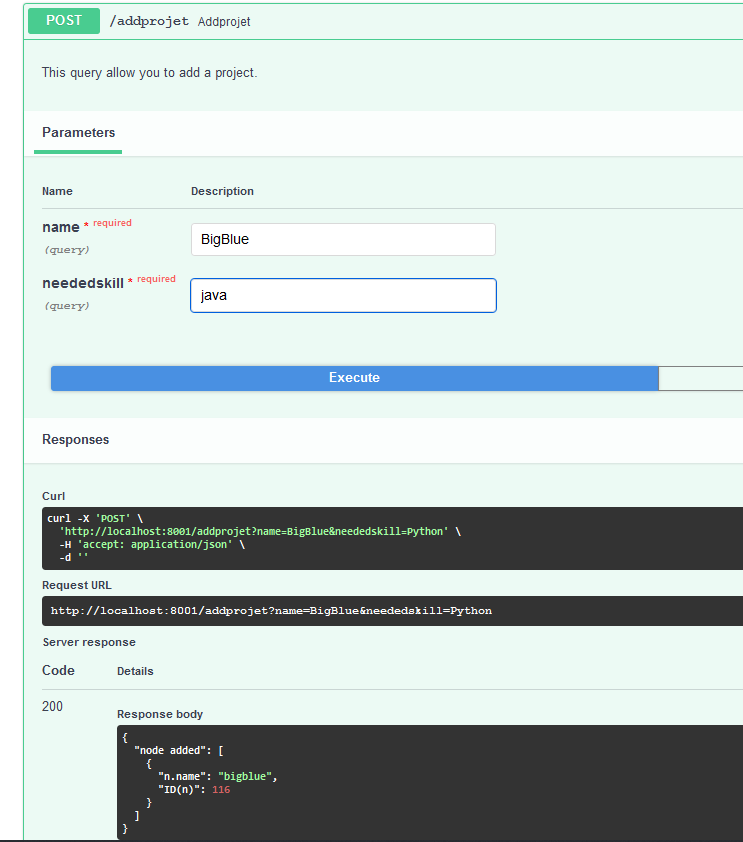 POST /addprojet Addprojet
This query allow you to add a project.
Parameters
Name Description
name * required
(query)
BigBlue
neededskill * required
(query)
java
Execute
Responses
Curl
curl -X 'POST' \
'http://localhost:8001/addprojet?name=BigBlue&neededskill=Python' \
-H 'accept: application/json' \
-d ''
Request URL
http://localhost:8001/addprojet?name=BigBlue&neededskill=Python
Server response
Code Details
200
Response body
{
"node added": [
{
"n.name": "bigblue",
"ID(n)": 116
}
]
}